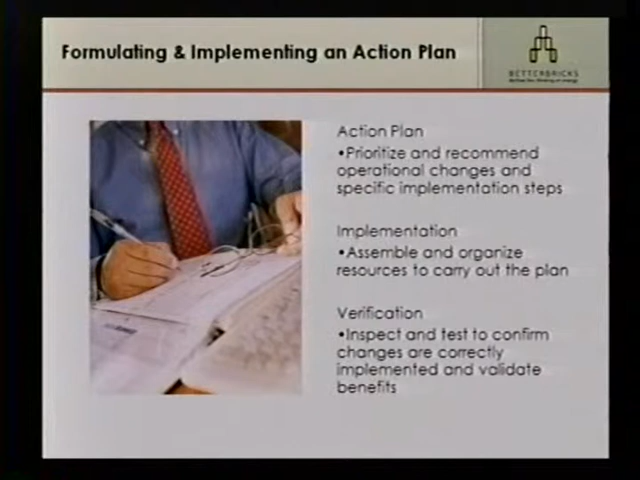 Formulating & Implementing an Action Plan
BETTERBRICKS
Action Plan
•Prioritize and recommend
operational changes and
specific implementation steps
Implementation
•Assemble and organize
resources to carry out the plan
Verification
•Inspect and test to confirm
changes are correctly
implemented and validate
benefits